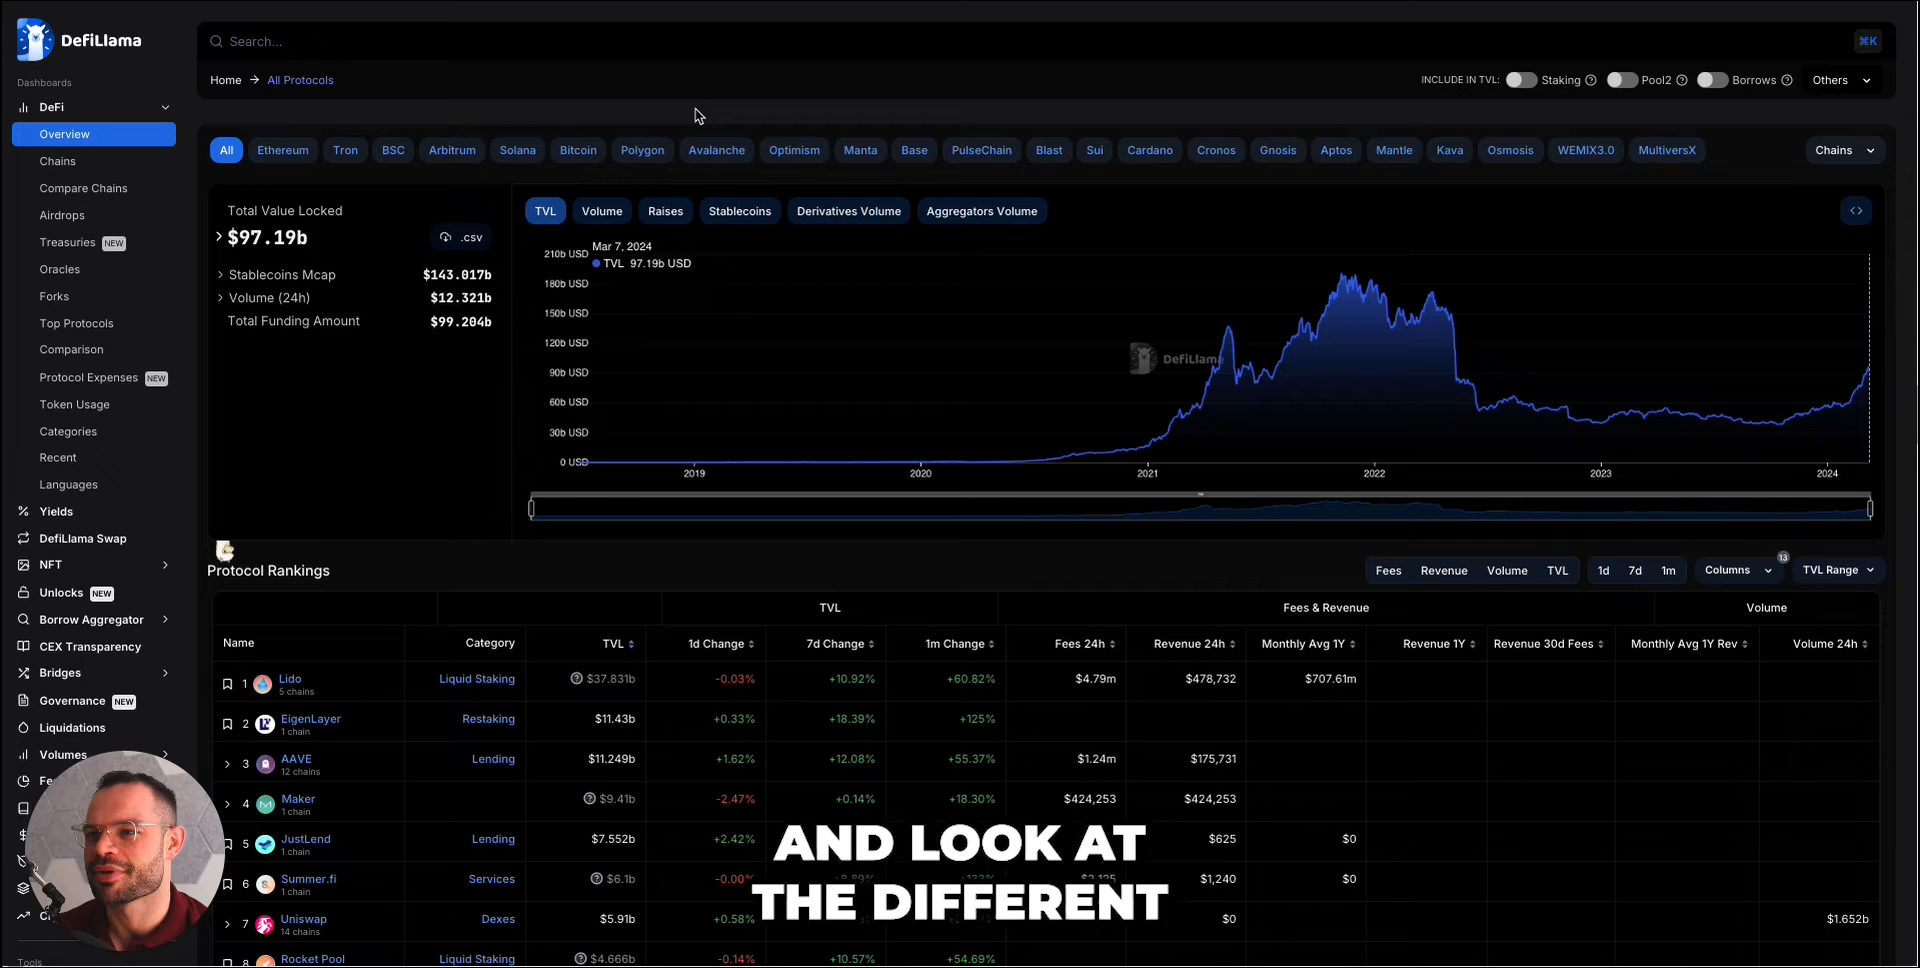 DefiLlama
Search...
⌘K
Home → All Protocols
INCLUDE IN TVL: Staking Pool2 Borrows Others
Dashboards
DeFi
Overview
Chains
Compare Chains
Airdrops
Treasuries NEW
Oracles
Forks
Top Protocols
Comparison
Protocol Expenses NEW
Token Usage
Categories
Recent
Languages
Yields
DefiLlama Swap
NFT
Unlocks NEW
Borrow Aggregator
CEX Transparency
Bridges
Governance NEW
Liquidations
Volumes
Tools
All Ethereum Tron BSC Arbitrum Solana Bitcoin Polygon Avalanche Optimism Manta Base PulseChain Blast Sui Cardano Cronos Gnosis Aptos Mantle Kava Osmosis WEMIX3.0 MultiversX Chains
Total Value Locked
$97.19b .csv
Stablecoins Mcap $143.017b
Volume (24h) $12.321b
Total Funding Amount $99.204b
TVL Volume Raises Stablecoins Derivatives Volume Aggregators Volume
Mar 7, 2024
TVL 97.19b USD
210b USD
180b USD
150b USD
120b USD
90b USD
60b USD
30b USD
0 USD
DefiLlama
2019 2020 2021 2022 2023 2024
Protocol Rankings
Fees Revenue Volume TVL 1d 7d 1m Columns 13 TVL Range
TVL Fees & Revenue Volume
Name Category TVL 1d Change 7d Change 1m Change Fees 24h Revenue 24h Monthly Avg 1Y Revenue 1Y Revenue 30d Fees Monthly Avg 1Y Rev Volume 24h
1 Lido Liquid Staking $37.831b -0.03% +10.92% +60.82% $4.79m $478,732 $707.61m
5 chains
2 EigenLayer Restaking $11.43b +0.33% +18.39% +125%
1 chain
3 AAVE Lending $11.249b +1.62% +12.08% +55.37% $1.24m $175,731
12 chains
4 Maker $9.41b -2.47% +0.14% +18.30% $424,253 $424,253
1 chain
5 JustLend Lending $7.552b +2.42% $625 $0
1 chain
6 Summer.fi Services $6.1b -0.00% $1,240 $0
1 chain
7 Uniswap Dexes $5.91b +0.58% $0 $1.652b
14 chains
8 Rocket Pool Liquid Staking $4.666b -0.14% +10.57% +54.69%
AND LOOK AT
THE DIFFERENT